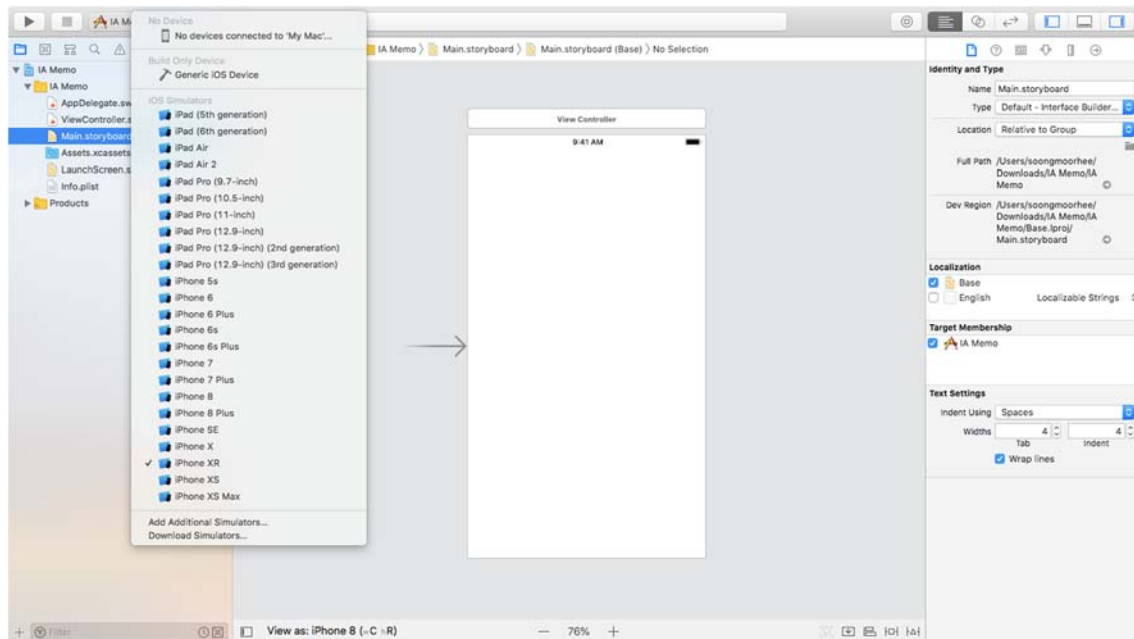 IA M
IA Memo 〉 Main.storyboard 〉 Main.storyboard (Base) 〉 No Selection
IA Memo
IA Memo
AppDelegate.sw
ViewController.s
Main.storyboard
Assets.xcassets
LaunchScreen.s
Info.plist
Products
Filter
No Device
No devices connected to 'My Mac'...
Build Only Device
Generic iOS Device
iOS Simulators
iPad (5th generation)
iPad (6th generation)
iPad Air
iPad Air 2
iPad Pro (9.7-inch)
iPad Pro (10.5-inch)
iPad Pro (11-inch)
iPad Pro (12.9-inch)
iPad Pro (12.9-inch) (2nd generation)
iPad Pro (12.9-inch) (3rd generation)
iPhone 5s
iPhone 6
iPhone 6 Plus
iPhone 6s
iPhone 6s Plus
iPhone 7
iPhone 7 Plus
iPhone 8
iPhone 8 Plus
iPhone SE
iPhone X
iPhone XR
iPhone XS
iPhone XS Max
Add Additional Simulators...
Download Simulators...
View Controller
9:41 AM
View as: iPhone 8 (wC hR)
— 76% +
Identity and Type
Name Main.storyboard
Type Default - Interface Builder...
Location Relative to Group
Full Path /Users/soongmoorhee/
Downloads/IA Memo/IA
Memo
Dev Region /Users/soongmoorhee/
Downloads/IA Memo/IA
Memo/Base.lproj/
Main.storyboard
Localization
Base
English Localizable Strings
Target Membership
IA Memo
Text Settings
Indent Using Spaces
Widths 4 4
Tab Indent
Wrap lines